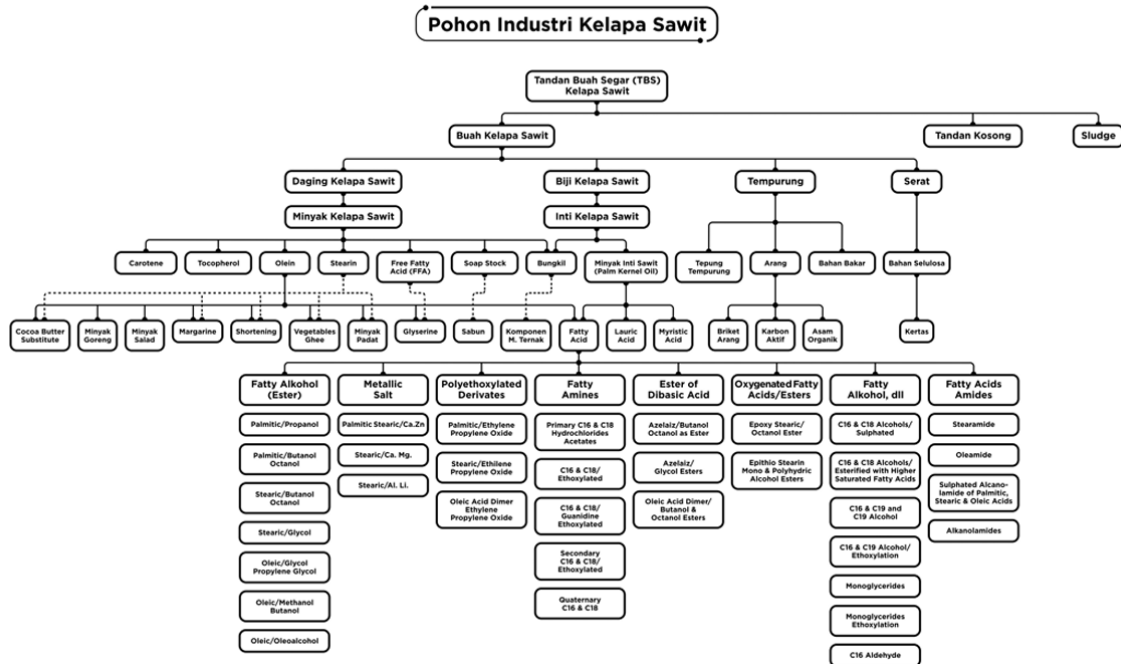 Pohon Industri Kelapa Sawit
Tandan Buah Segar (TBS)
Kelapa Sawit
Buah Kelapa Sawit
Tandan Kosong
Sludge
Daging Kelapa Sawit
Biji Kelapa Sawit
Tempurung
Serat
Minyak Kelapa Sawit
Inti Kelapa Sawit
Carotene
Tocopherol
Olein
Stearin
Free Fatty
Acid (FFA)
Soap Stock
Bungkil
Minyak Inti Sawit
(Palm Kernel Oil)
Tepung
Tempurung
Arang
Bahan Bakar
Bahan Selulosa
Cocoa Butter
Substitute
Minyak
Goreng
Minyak
Salad
Margarine
Shortening
Vegetables
Ghee
Minyak
Padat
Glyserine
Sabun
Komponen
M. Ternak
Fatty
Acid
Lauric
Acid
Myristic
Acid
Briket
Arang
Karbon
Aktif
Asam
Organik
Kertas
Fatty Alkohol
(Ester)
Palmitic/Propanol
Palmitic/Butanol
Octanol
Stearic/Butanol
Octanol
Stearic/Glycol
Oleic/Glycol
Propylene Glycol
Oleic/Methanol
Butanol
Oleic/Oleoalcohol
Metallic
Salt
Palmitic Stearic/Ca.Zn
Stearic/Ca. Mg.
Stearic/Al. Li.
Polyethoxylated
Derivates
Palmitic/Ethylene
Propylene Oxide
Stearic/Ethilene
Propylene Oxide
Oleic Acid Dimer
Ethylene
Propylene Oxide
Fatty
Amines
Primary C16 & C18
Hydrochlorides
Acetates
C16 & C18/
Ethoxylated
C16 & C18/
Guanidine
Ethoxylated
Secondary
C16 & C18/
Ethoxylated
Quaternary
C16 & C18
Ester of
Dibasic Acid
Azelaiz/Butanol
Octanol as Ester
Azelaiz/
Glycol Esters
Oleic Acid Dimer/
Butanol &
Octanol Esters
Oxygenated Fatty
Acids/Esters
Epoxy Stearic/
Octanol Ester
Epithio Stearin
Mono & Polyhydric
Alcohol Esters
Fatty
Alkohol, dll
C16 & C18 Alcohols/
Sulphated
C16 & C18 Alcohols/
Esterified with Higher
Saturated Fatty Acids
C16 & C19 and
C19 Alcohol
C16 & C19 Alcohol/
Ethoxylation
Monoglycerides
Monoglycerides
Ethoxylation
C16 Aldehyde
Fatty Acids
Amides
Stearamide
Oleamide
Sulphated Alcano-
lamide of Palmitic,
Stearic & Oleic Acids
Alkanolamides